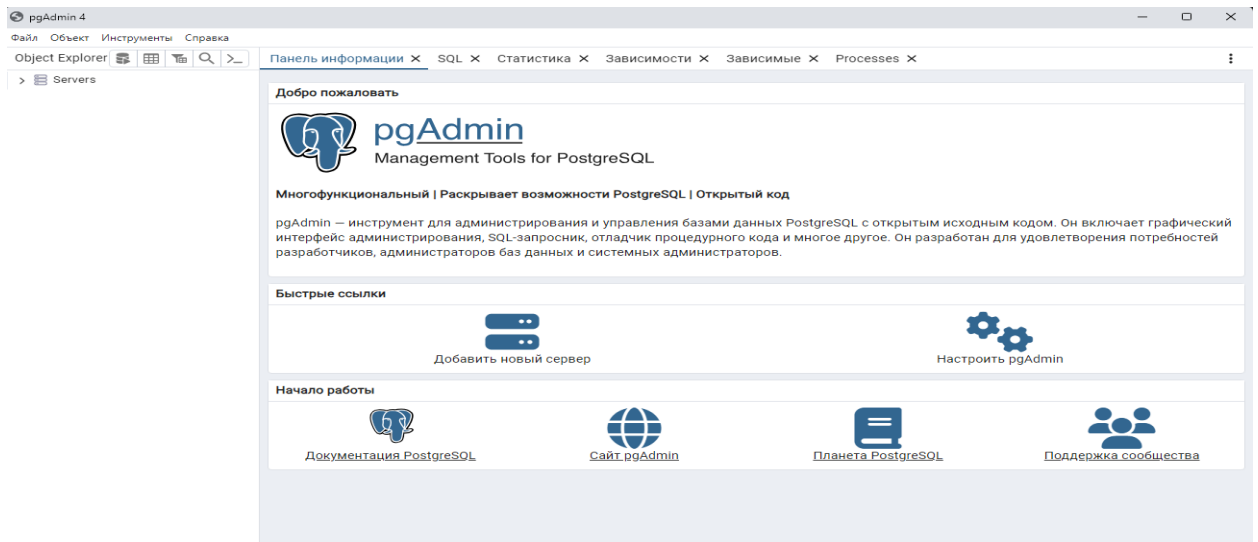 pgAdmin 4
Файл Объект Инструменты Справка
Object Explorer
Панель информации SQL Статистика Зависимости Зависимые Processes
Servers
Добро пожаловать
pgAdmin
Management Tools for PostgreSQL
Многофункциональный | Раскрывает возможности PostgreSQL | Открытый код
pgAdmin — инструмент для администрирования и управления базами данных PostgreSQL с открытым исходным кодом. Он включает графический
интерфейс администрирования, SQL-запросник, отладчик процедурного кода и многое другое. Он разработан для удовлетворения потребностей
разработчиков, администраторов баз данных и системных администраторов.
Быстрые ссылки
Добавить новый сервер Настроить pgAdmin
Начало работы
Документация PostgreSQL Сайт pgAdmin Планета PostgreSQL Поддержка сообщества